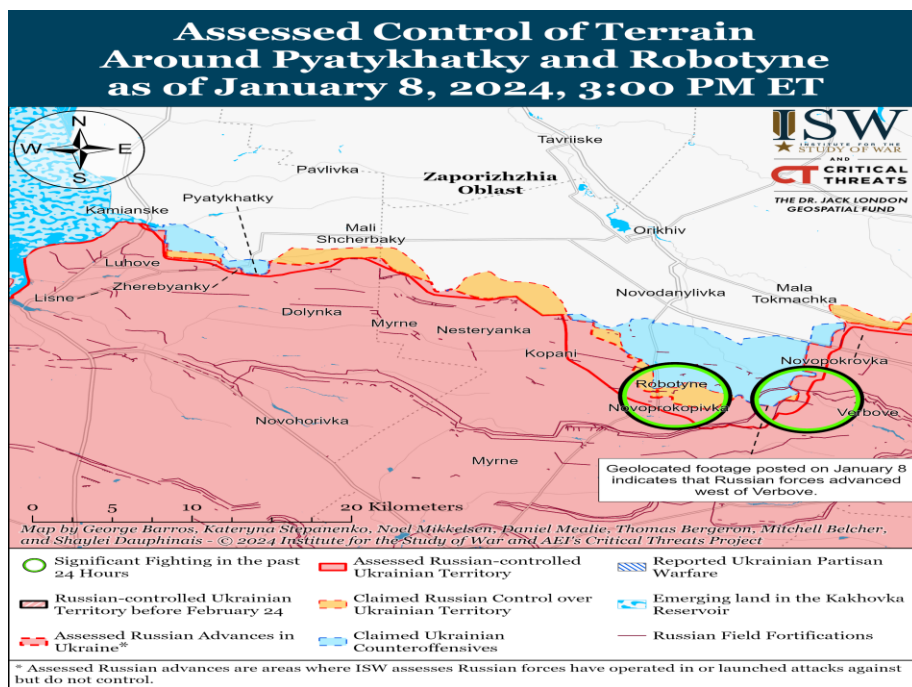 Assessed Control of Terrain
Around Pyatykhatky and Robotyne
as of January 8, 2024, 3:00 PM ET
N
W
E
S
ISW
INSTITUTE FOR THE
STUDY OF WAR
AND
CT CRITICAL
THREATS
THE DR. JACK LONDON
GEOSPATIAL FUND
Tavriiske
Pavlivka
Zaporizhzhia
Oblast
Pyatykhatky
Kamianske
Mali
Shcherbaky
Orikhiv
Luhove
Zherebyanky
Lisne
Dolynka
Myrne
Nesteryanka
Novodanylivka
Mala
Tokmachka
Kopani
Novopokrovka
Robotyne
Novoprokopivka
Verbove
Novohorivka
Myrne
Geolocated footage posted on January 8
indicates that Russian forces advanced
west of Verbove.
0 5 10 20 Kilometers
Map by George Barros, Kateryna Stepanenko, Noel Mikkelsen, Daniel Mealie, Thomas Bergeron, Mitchell Belcher,
and Shaylei Dauphinais - © 2024 Institute for the Study of War and AEI's Critical Threats Project
Significant Fighting in the past
24 Hours
Assessed Russian-controlled
Ukrainian Territory
Reported Ukrainian Partisan
Warfare
Russian-controlled Ukrainian
Territory before February 24
Claimed Russian Control over
Ukrainian Territory
Emerging land in the Kakhovka
Reservoir
Assessed Russian Advances in
Ukraine*
Claimed Ukrainian
Counteroffensives
Russian Field Fortifications
* Assessed Russian advances are areas where ISW assesses Russian forces have operated in or launched attacks against
but do not control.